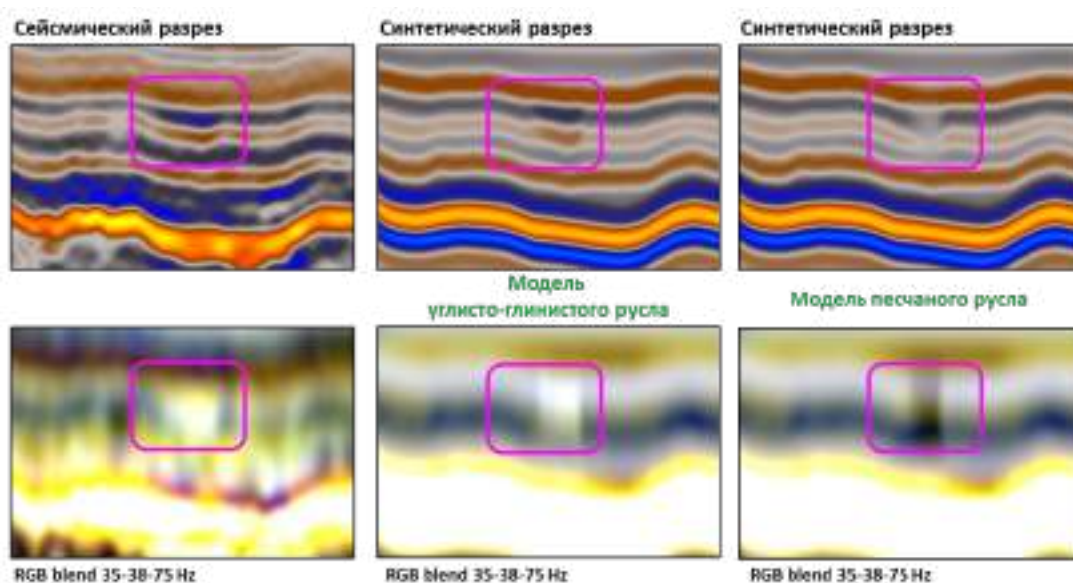 Сейсмический разрез
Синтетический разрез
Синтетический разрез
Модель
углисто-глинистого русла
Модель песчаного русла
RGB blend 35-38-75 Hz
RGB blend 35-38-75 Hz
RGB blend 35-38-75 Hz